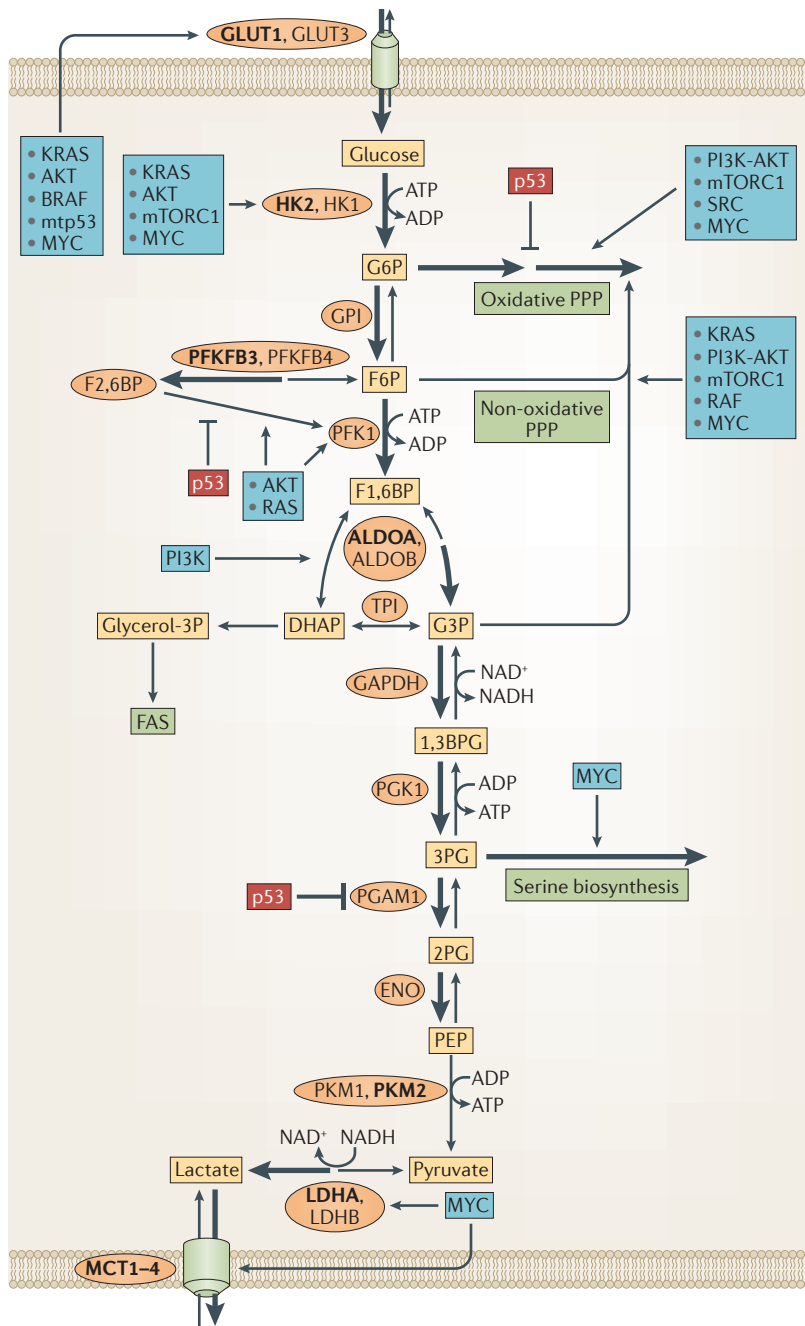 GLUT1, GLUT3
Glucose
• KRAS
• AKT
• BRAF
• mtp53
• MYC
• KRAS
• AKT
• mTORC1
• MYC
HK2, HK1
ATP
ADP
p53
• PI3K-AKT
• mTORC1
• SRC
• MYC
G6P
Oxidative PPP
GPI
PFKFB3, PFKFB4
F2,6BP
F6P
Non-oxidative
PPP
• KRAS
• PI3K-AKT
• mTORC1
• RAF
• MYC
PFK1
ATP
ADP
p53
• AKT
• RAS
F1,6BP
PI3K
ALDOA,
ALDOB
Glycerol-3P
DHAP
TPI
G3P
FAS
GAPDH
NAD+
NADH
1,3BPG
PGK1
ADP
ATP
MYC
3PG
Serine biosynthesis
p53
PGAM1
2PG
ENO
PEP
PKM1, PKM2
ADP
ATP
NAD+ NADH
Lactate
Pyruvate
LDHA,
LDHB
MYC
MCT1–4